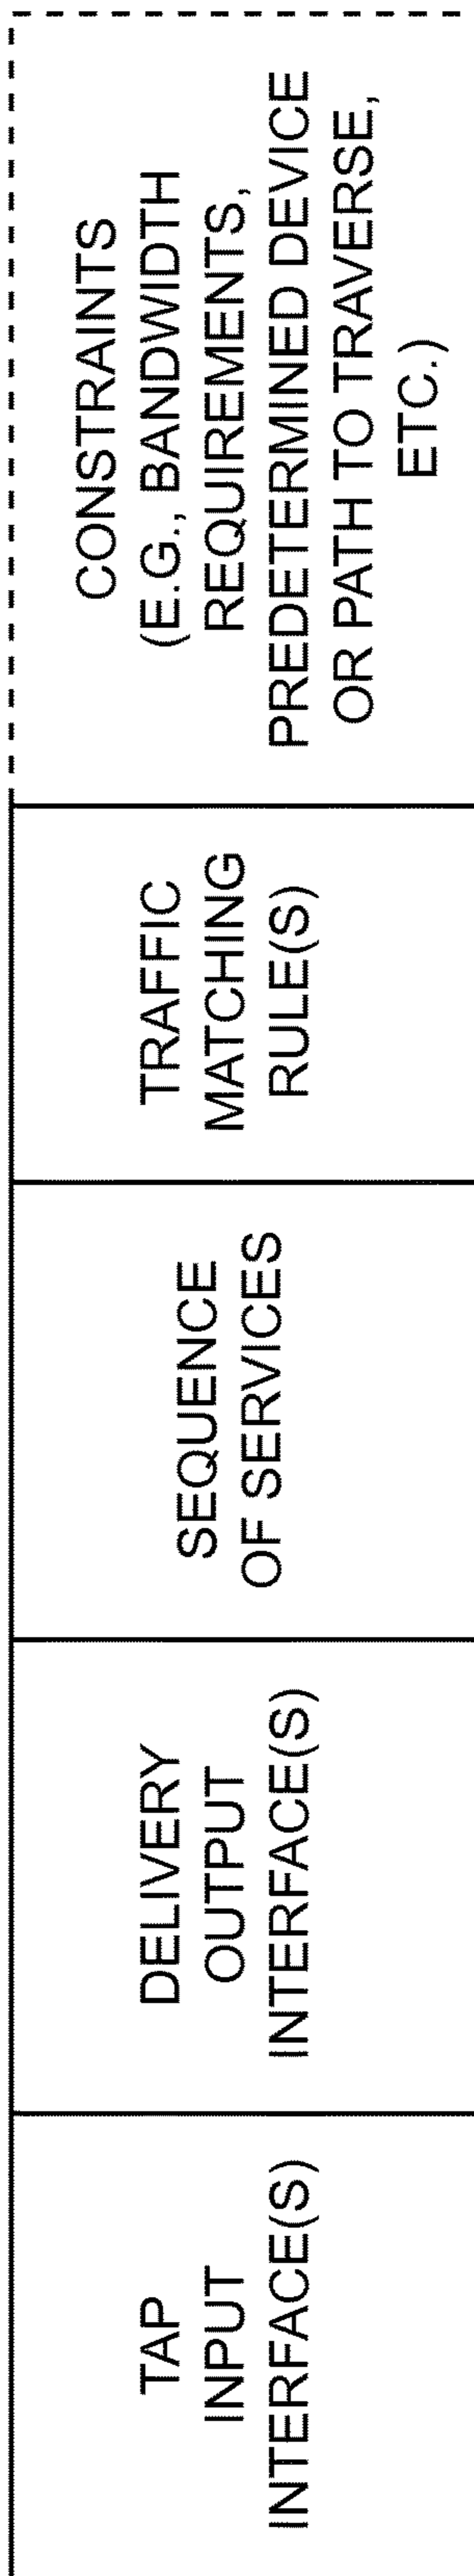 TAP
INPUT
INTERFACE(S)
DELIVERY
OUTPUT
INTERFACE(S)
SEQUENCE
OF SERVICES
TRAFFIC
MATCHING
RULE(S)
CONSTRAINTS
(E.G., BANDWIDTH
REQUIREMENTS,
PREDETERMINED DEVICE
OR PATH TO TRAVERSE,
ETC.)